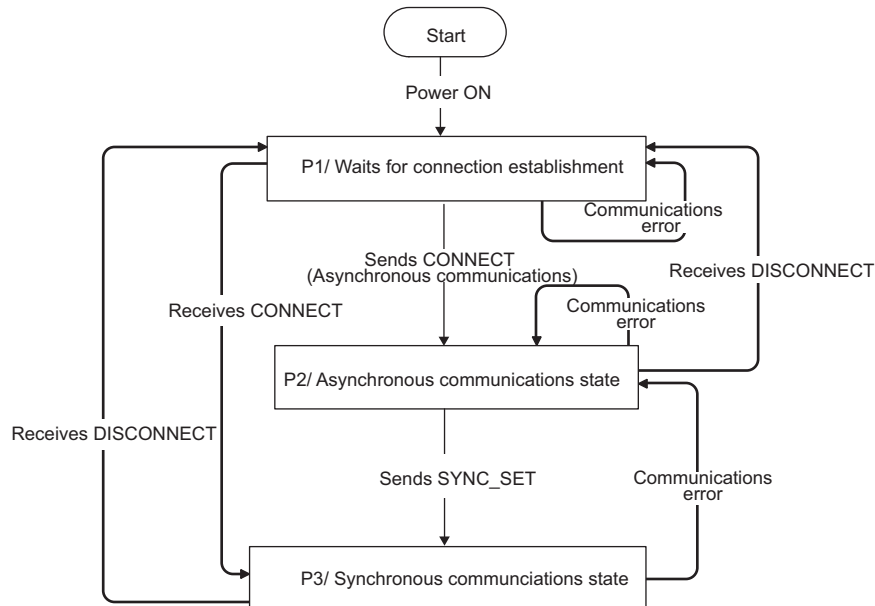 Start
Power ON
P1/ Waits for connection establishment
Communications
error
Sends CONNECT
(Asynchronous communications)
Receives DISCONNECT
Receives CONNECT
Communications
error
P2/ Asynchronous communications state
Receives DISCONNECT
Sends SYNC_SET
Communications
error
P3/ Synchronous communciations state